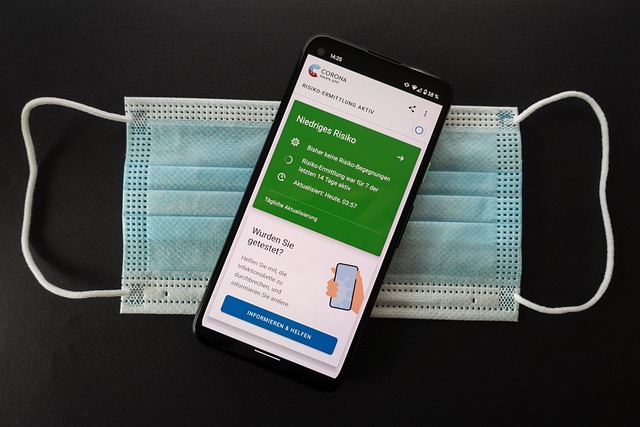 14:25
38 %
CORONA
WARN-APP
RISIKO-ERMITTLUNG AKTIV
Niedriges Risiko
Bisher keine Risiko-Begegnungen
Risiko-Ermittlung war für 7 der
letzten 14 Tage aktiv
Aktualisiert: Heute, 03:57
Tägliche Aktualisierung
Wurden Sie
getestet?
Helfen Sie mit, die
Infektionskette zu
durchbrechen, und
informieren Sie andere.
INFORMIEREN & HELFEN